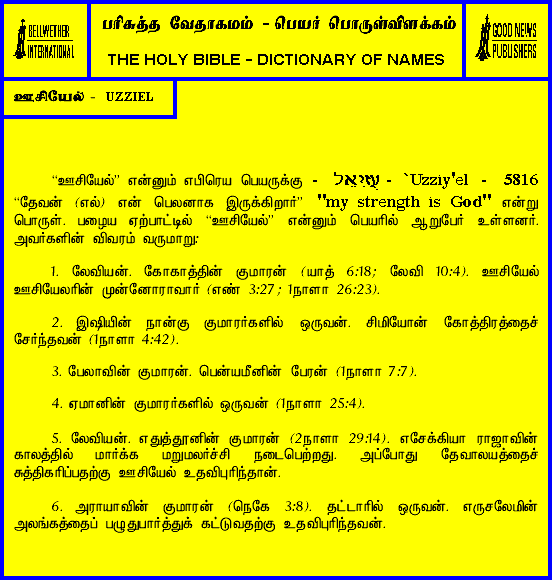 BELLWETHER
INTERNATIONAL
பரிசுத்த வேதாகமம் - பெயர் பொருள்விளக்கம்
THE HOLY BIBLE - DICTIONARY OF NAMES
GOOD NEWS
PUBLISHERS
ஊசியேல் - UZZIEL
“ஊசியேல்” என்னும் எபிரெய பெயருக்கு - עֻזִּיאֵל - `Uzziy'el - 5816
“தேவன் (எல்) என் பெலனாக இருக்கிறார்” "my strength is God" என்று
பொருள். பழைய ஏற்பாட்டில் “ஊசியேல்” என்னும் பெயரில் ஆறுபேர் உள்ளனர்.
அவர்களின் விவரம் வருமாறு:
1. லேவியன். கோகாத்தின் குமாரன் (யாத் 6:18; லேவி 10:4). ஊசியேல்
ஊசியேலரின் முன்னோராவார் (எண் 3:27 ; 1நாளா 26:23).
2. இஷியின் நான்கு குமாரர்களில் ஒருவன். சிமியோன் கோத்திரத்தைச்
சேர்ந்தவன் (1நாளா 4:42).
3. பேலாவின் குமாரன். பென்யமீனின் பேரன் (1நாளா 7:7).
4. ஏமானின் குமாரர்களில் ஒருவன் (1நாளா 25:4).
5. லேவியன். எதுத்தூனின் குமாரன் (2நாளா 29:14). எசேக்கியா ராஜாவின்
காலத்தில் மார்க்க மறுமலர்ச்சி நடைபெற்றது. அப்போது தேவாலயத்தைச்
சுத்திகரிப்பதற்கு ஊசியேல் உதவிபுரிந்தான்.
6. அராயாவின் குமாரன் (நெகே 3:8). தட்டாரில் ஒருவன். எருசலேமின்
அலங்கத்தைப் பழுதுபார்த்துக் கட்டுவதற்கு உதவிபுரிந்தவன்.